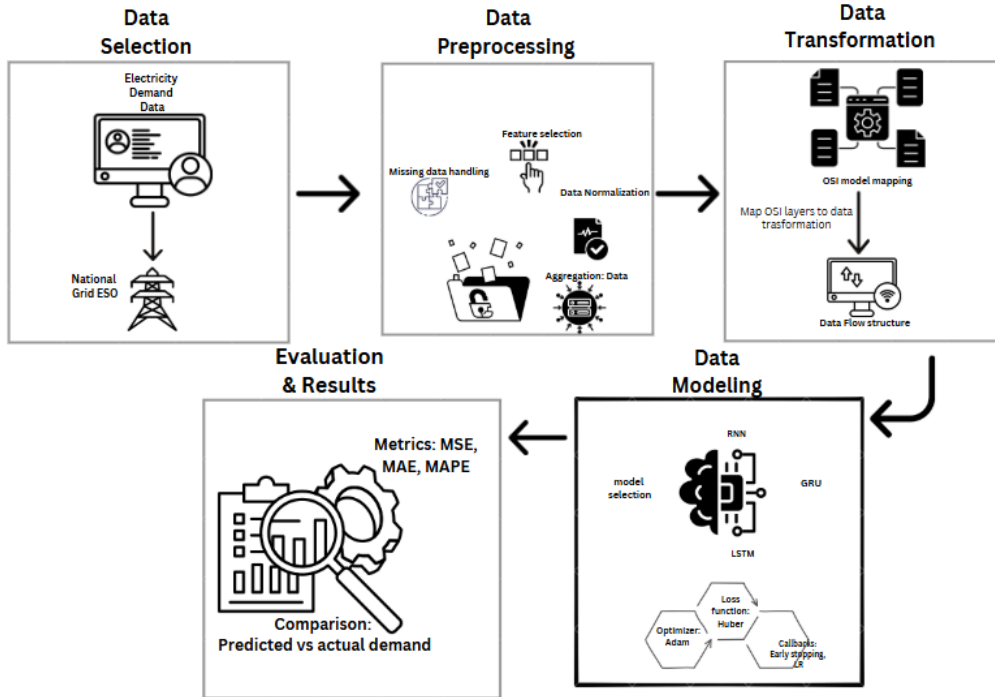 Data
Selection
Electricity
Demand
Data
National
Grid ESO
Data
Preprocessing
Feature selection
Missing data handling
Data Normalization
Aggregation: Data
Data
Transformation
OSI model mapping
Map OSI layers to data
trasformation
Data Flow structure
Data
Modeling
RNN
model
selection
GRU
LSTM
Loss
function:
Huber
Optimizer:
Adam
Callbacks:
Early stopping,
LR
Evaluation
& Results
Metrics: MSE,
MAE, MAPE
Comparison:
Predicted vs actual demand